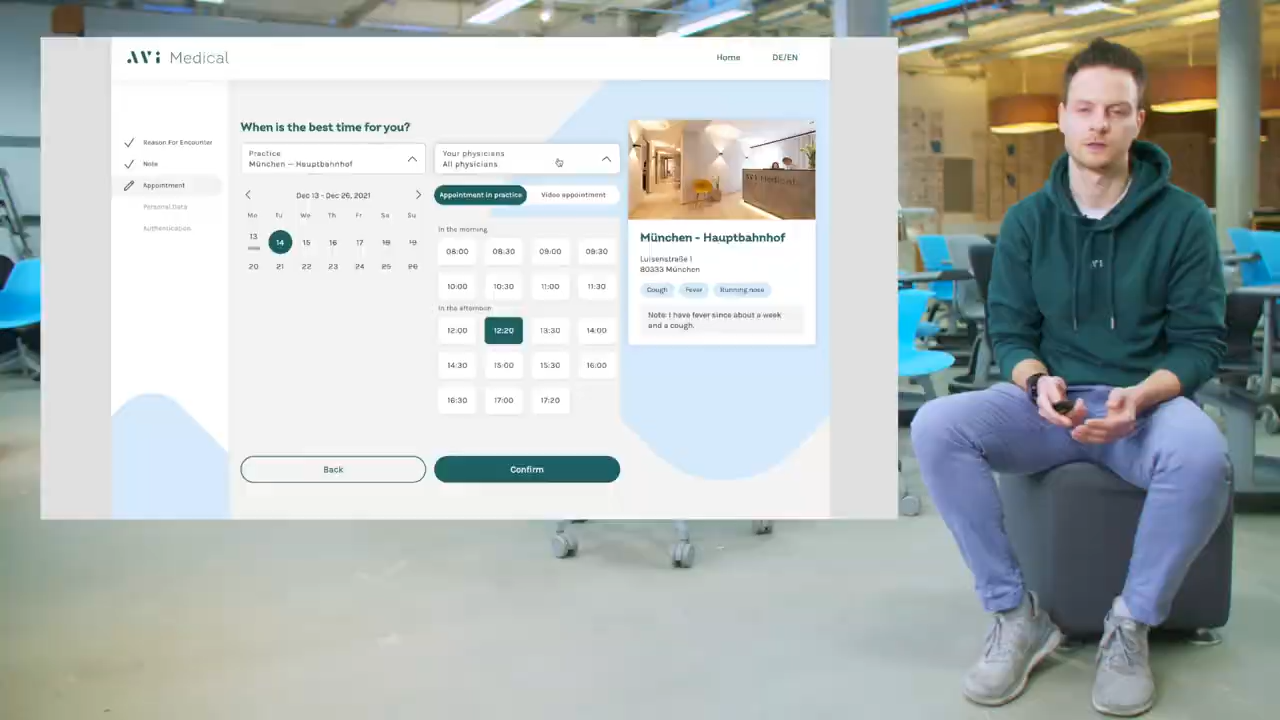 AVi Medical
Home
DE/EN
Reason For Encounter
Note
Appointment
Personal Data
Authentication
When is the best time for you?
Practice
München – Hauptbahnhof
Your physicians
All physicians
Dec 13 - Dec 26, 2021
Mo Tu We Th Fr Sa Su
13 14 15 16 17 18 19
20 21 22 23 24 25 26
Appointment in practice
Video appointment
In the morning
08:00 08:30 09:00 09:30
10:00 10:30 11:00 11:30
In the afternoon
12:00 12:20 13:30 14:00
14:30 15:00 15:30 16:00
16:30 17:00 17:20
Back
Confirm
Medical
München - Hauptbahnhof
Luisenstraße 1
80333 München
Cough Fever Running nose
Note: I have fever since about a week
and a cough.